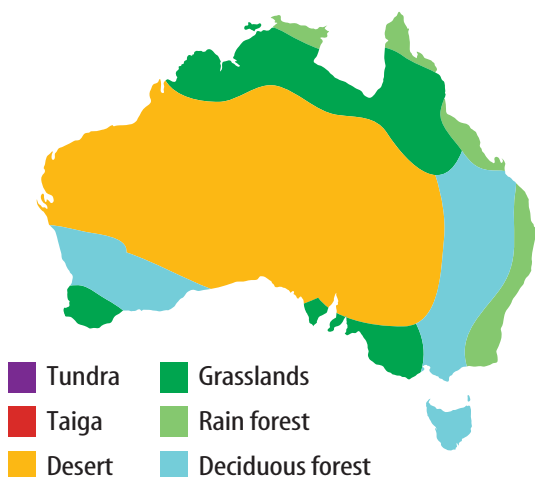 Tundra
Taiga
Desert
Grasslands
Rain forest
Deciduous forest